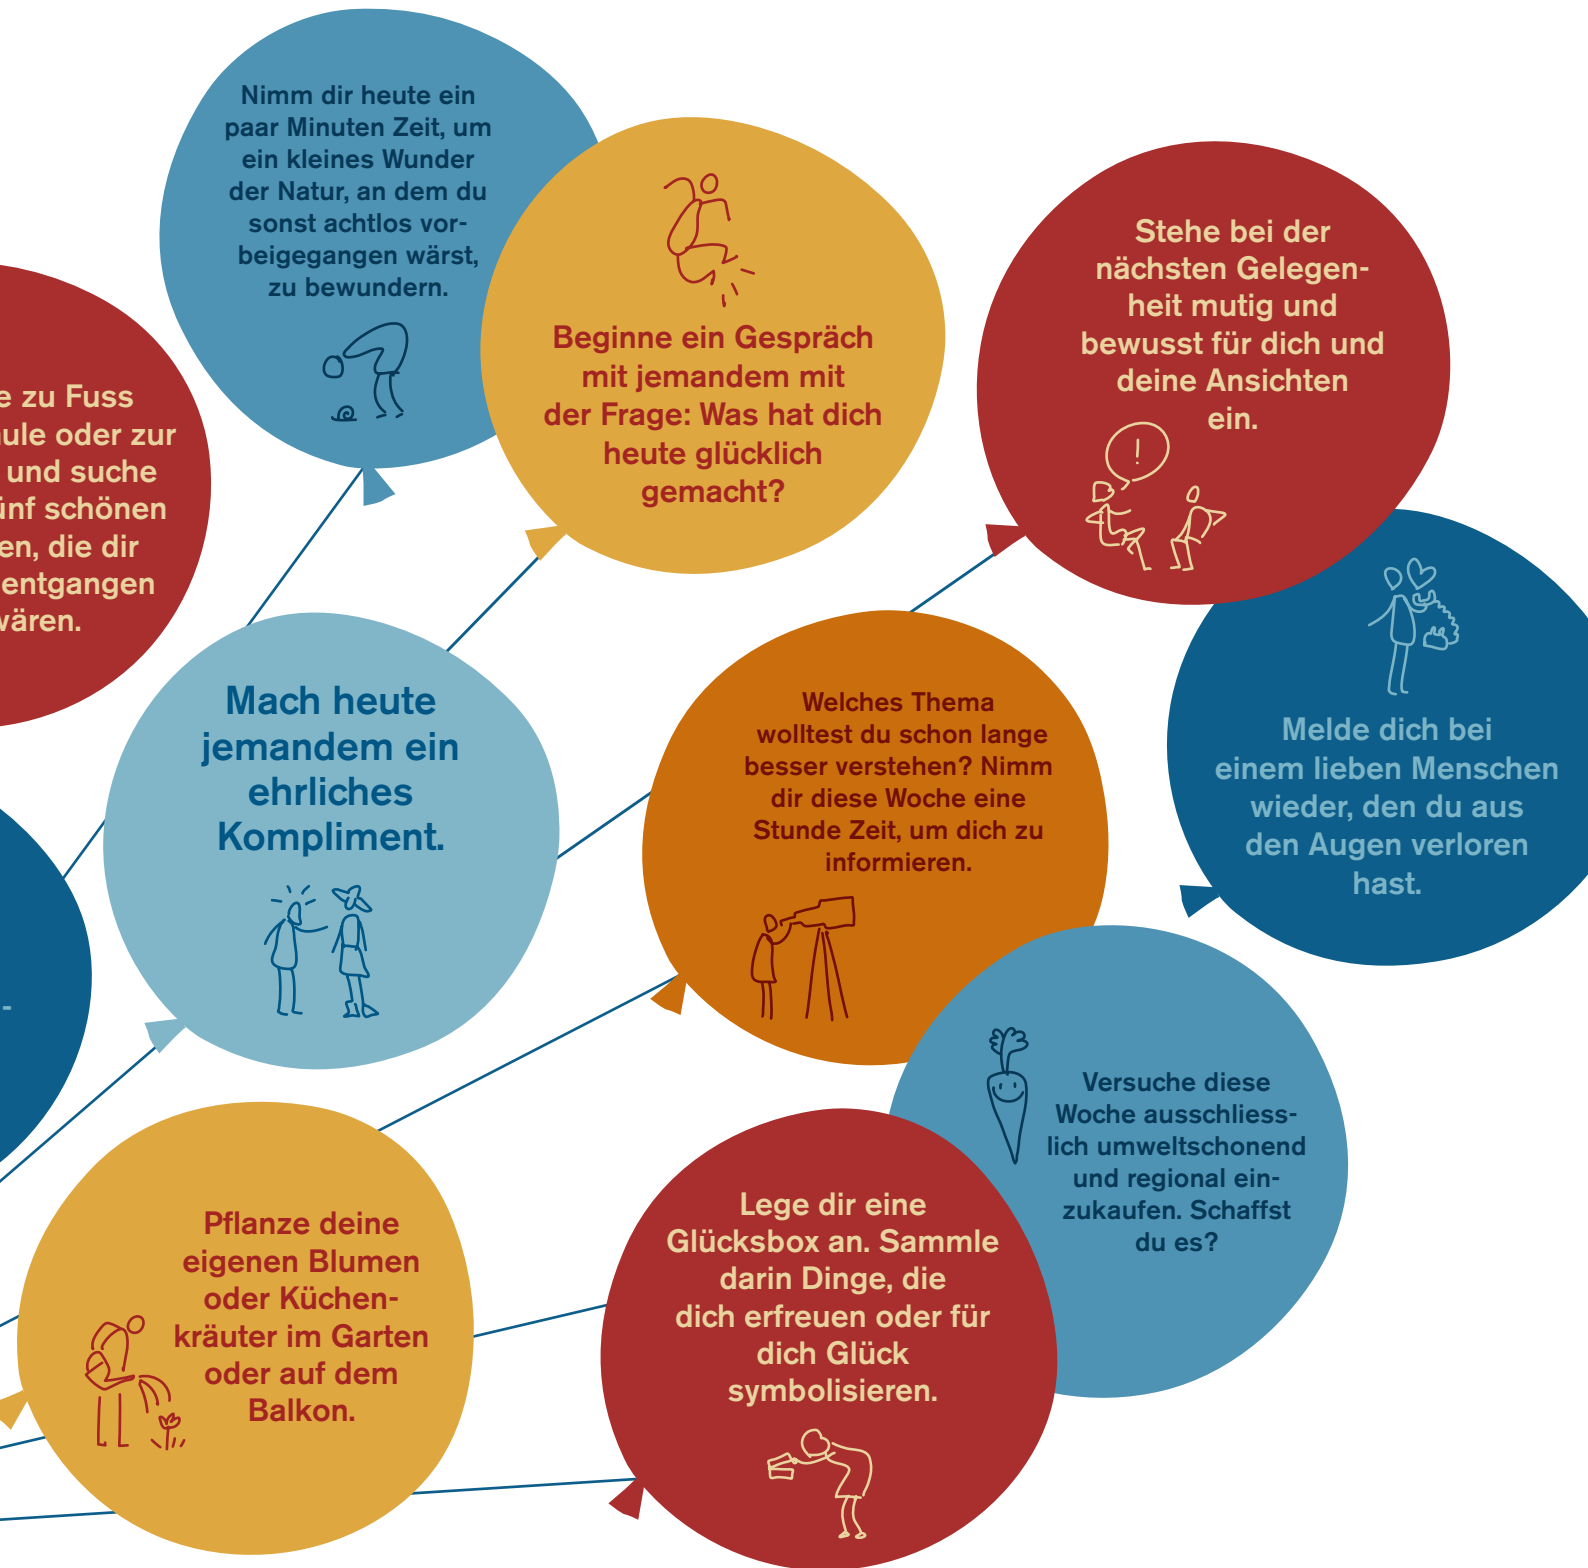 Nimm dir heute ein
paar Minuten Zeit, um
ein kleines Wunder
der Natur, an dem du
sonst achtlos vor-
beigegangen wärst,
zu bewundern.
Beginne ein Gespräch
mit jemandem mit
der Frage: Was hat dich
heute glücklich
gemacht?
Stehe bei der
nächsten Gelegen-
heit mutig und
bewusst für dich und
deine Ansichten
ein.
!
zu Fuss
oder zur
und suche
schönen
die dir
entgangen
wären.
Mach heute
jemandem ein
ehrliches
Kompliment.
Welches Thema
wolltest du schon lange
besser verstehen? Nimm
dir diese Woche eine
Stunde Zeit, um dich zu
informieren.
Melde dich bei
einem lieben Menschen
wieder, den du aus
den Augen verloren
hast.
-
Versuche diese
Woche ausschliess-
lich umweltschonend
und regional ein-
zukaufen. Schaffst
du es?
Pflanze deine
eigenen Blumen
oder Küchen-
kräuter im Garten
oder auf dem
Balkon.
Lege dir eine
Glücksbox an. Sammle
darin Dinge, die
dich erfreuen oder für
dich Glück
symbolisieren.